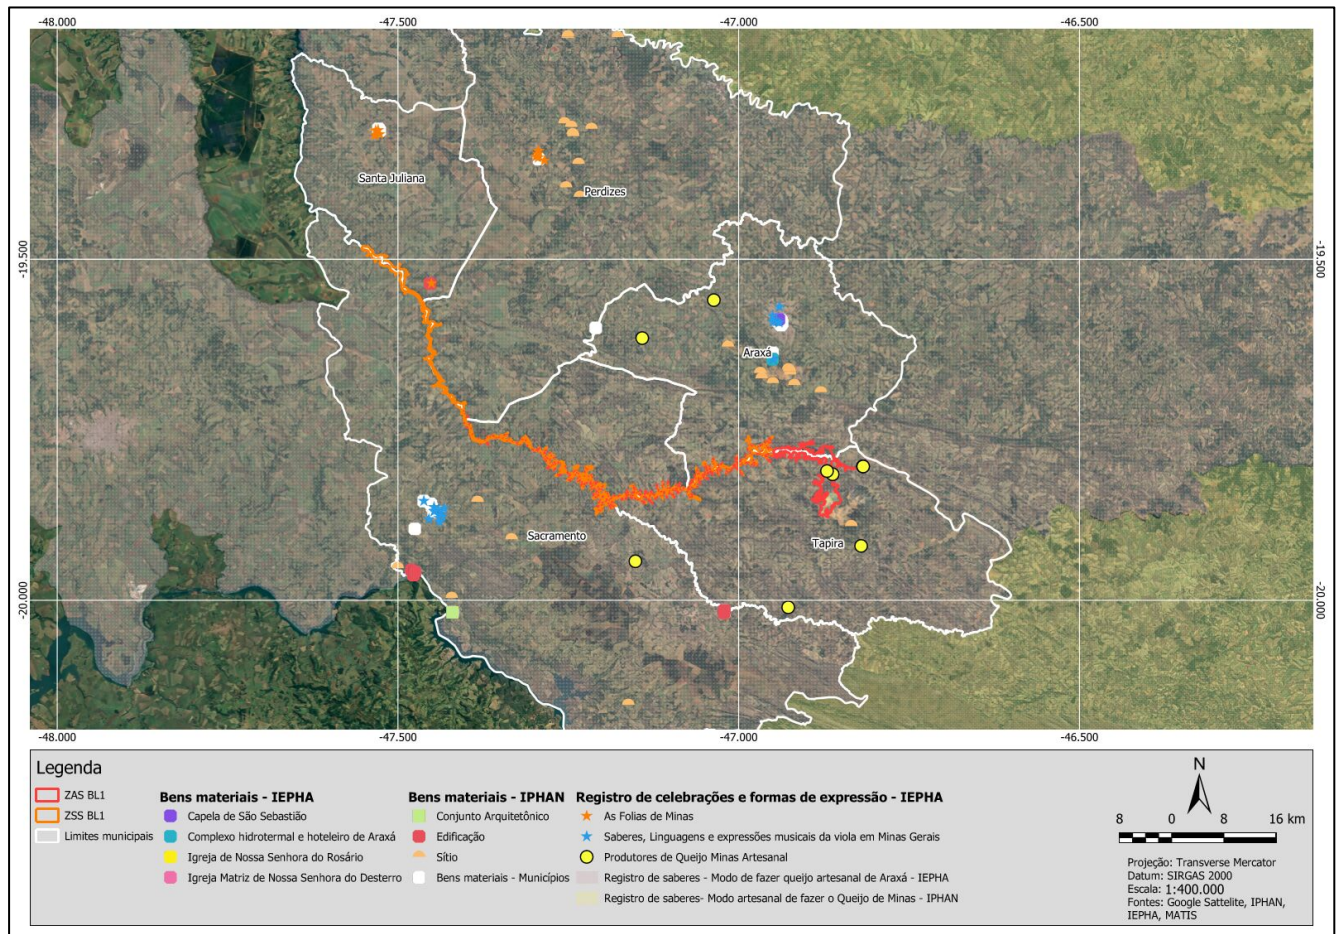 -48.000 -47.500 -47.000 -46.500
-19.500 -19.500
-20.000 -20.000
Santa Juliana
Perdizes
Araxá
Sacramento
Tapira
-48.000 -47.500 -47.000 -46.500
Legenda
ZAS BL1
ZSS BL1
Limites municipais
Bens materiais - IEPHA
Capela de São Sebastião
Complexo hidrotermal e hoteleiro de Araxá
Igreja de Nossa Senhora do Rosário
Igreja Matriz de Nossa Senhora do Desterro
Bens materiais - IPHAN
Conjunto Arquitetônico
Edificação
Sítio
Bens materiais - Municípios
Registro de celebrações e formas de expressão - IEPHA
As Folias de Minas
Saberes, Linguagens e expressões musicais da viola em Minas Gerais
Produtores de Queijo Minas Artesanal
Registro de saberes - Modo de fazer queijo artesanal de Araxá - IEPHA
Registro de saberes- Modo artesanal de fazer o Queijo de Minas - IPHAN
N
8 0 8 16 km
Projeção: Transverse Mercator
Datum: SIRGAS 2000
Escala: 1:400.000
Fontes: Google Sattelite, IPHAN,
IEPHA, MATIS